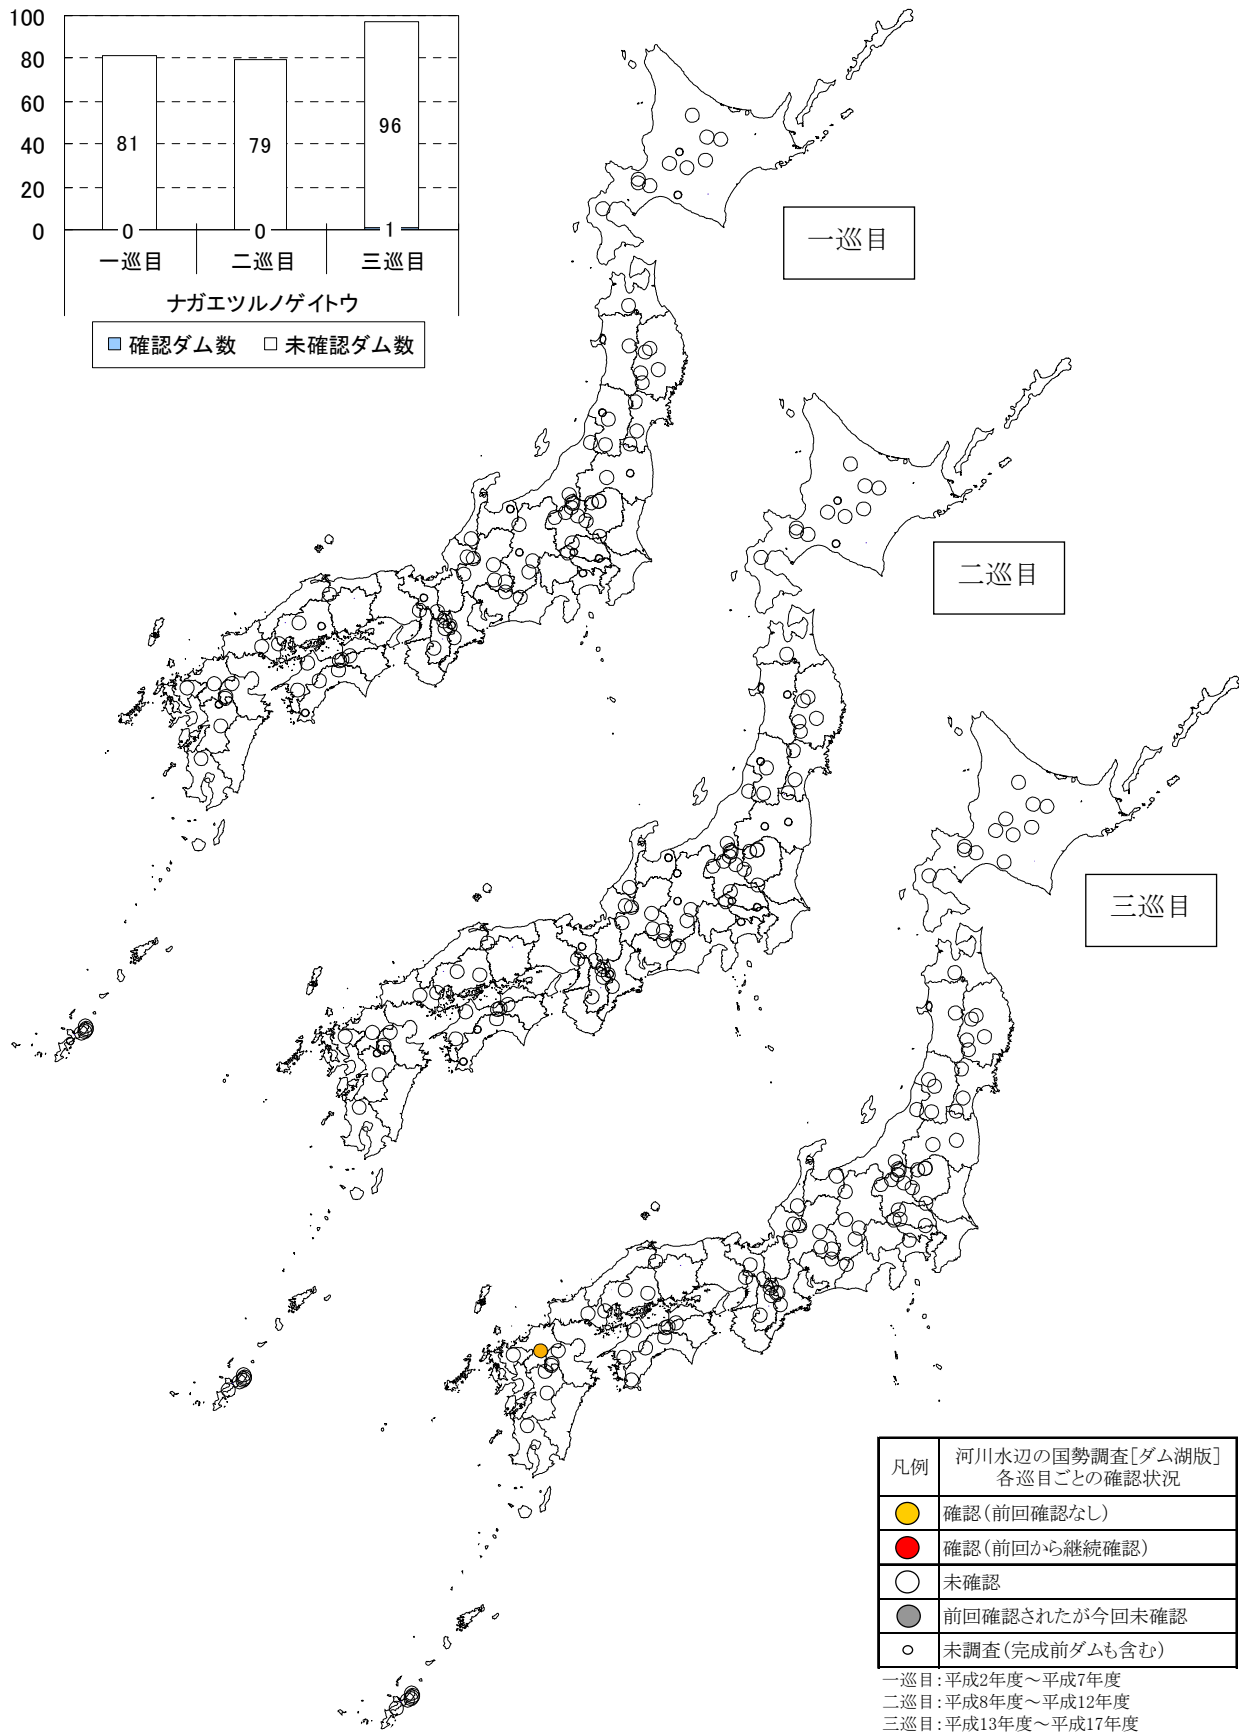 100
80
60
40
20
0
81
79
96
0
0
1
一巡目
二巡目
三巡目
ナガエツルノゲイトウ
確認ダム数 未確認ダム数
一巡目
二巡目
三巡目
凡例
河川水辺の国勢調査[ダム湖版]
各巡目ごとの確認状況
確認(前回確認なし)
確認(前回から継続確認)
未確認
前回確認されたが今回未確認
未調査(完成前ダムも含む)
一巡目:平成2年度～平成7年度
二巡目:平成8年度～平成12年度
三巡目:平成13年度～平成17年度